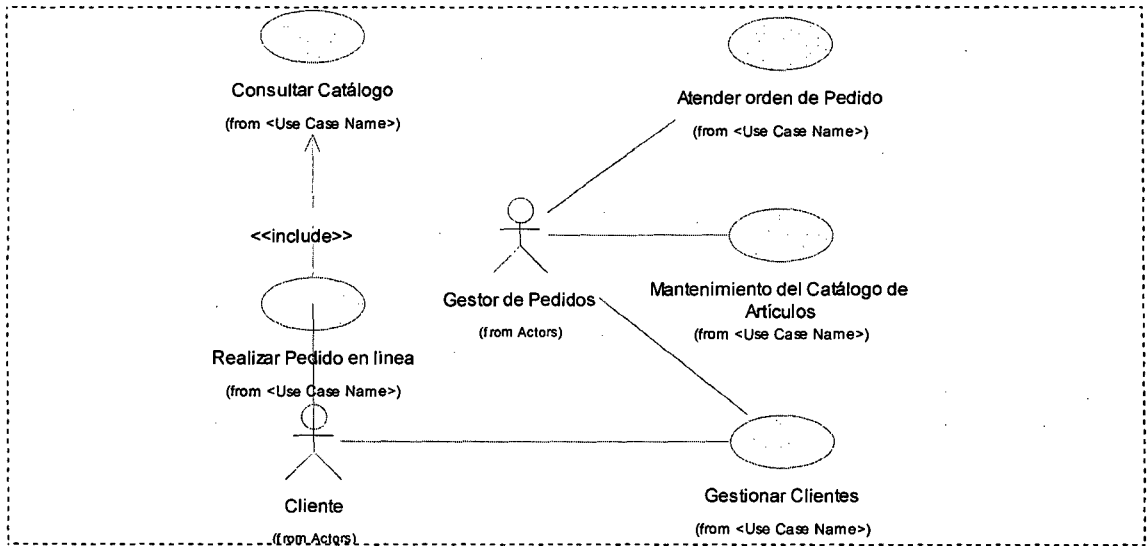 Consultar Catálogo
(from <Use Case Name>)
Atender orden de Pedido
(from <Use Case Name>)
<<include>>
Gestor de Pedidos
(from Actors)
Mantenimiento del Catálogo de
Artículos
(from <Use Case Name>)
Realizar Pedido en línea
(from <Use Case Name>)
Cliente
(from Actors)
Gestionar Clientes
(from <Use Case Name>)